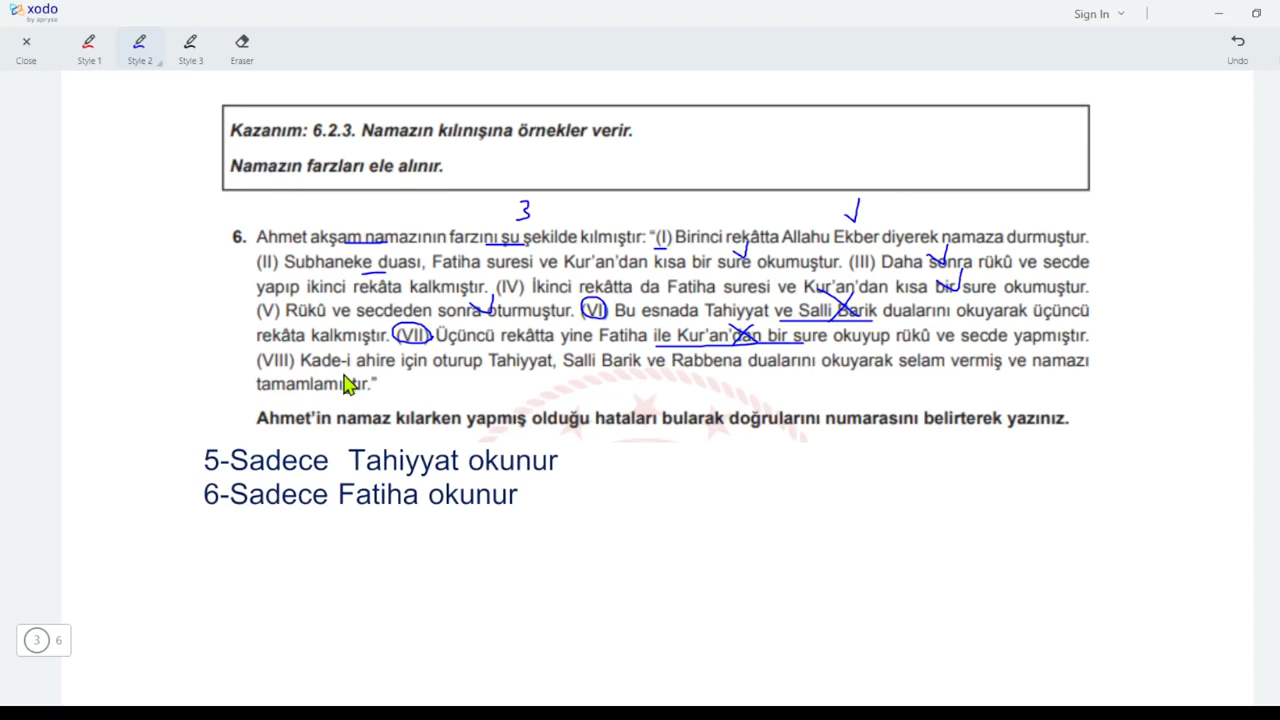 xodo
by apryse
Sign In
Close
Style 1
Style 2
Style 3
Eraser
Undo
Kazanım: 6.2.3. Namazın kılınışına örnekler verir.
Namazın farzları ele alınır.
3
6. Ahmet akşam namazının farzını şu şekilde kılmıştır: “(I) Birinci rekâtta Allahu Ekber diyerek namaza durmuştur.
(II) Subhaneke duası, Fatiha suresi ve Kur’an’dan kısa bir sure okumuştur. (III) Daha sonra rükû ve secde
yapıp ikinci rekâta kalkmıştır. (IV) İkinci rekâtta da Fatiha suresi ve Kur’an’dan kısa bir sure okumuştur.
(V) Rükû ve secdeden sonra oturmuştur. (VI) Bu esnada Tahiyyat ve Salli Barik dualarını okuyarak üçüncü
rekâta kalkmıştır. (VII) Üçüncü rekâtta yine Fatiha ile Kur’an’dan bir sure okuyup rükû ve secde yapmıştır.
(VIII) Kade-i ahire için oturup Tahiyyat, Salli Barik ve Rabbena dualarını okuyarak selam vermiş ve namazı
tamamlamıştır.”
Ahmet’in namaz kılarken yapmış olduğu hataları bularak doğrularını numarasını belirterek yazınız.
5-Sadece Tahiyyat okunur
6-Sadece Fatiha okunur
3 6